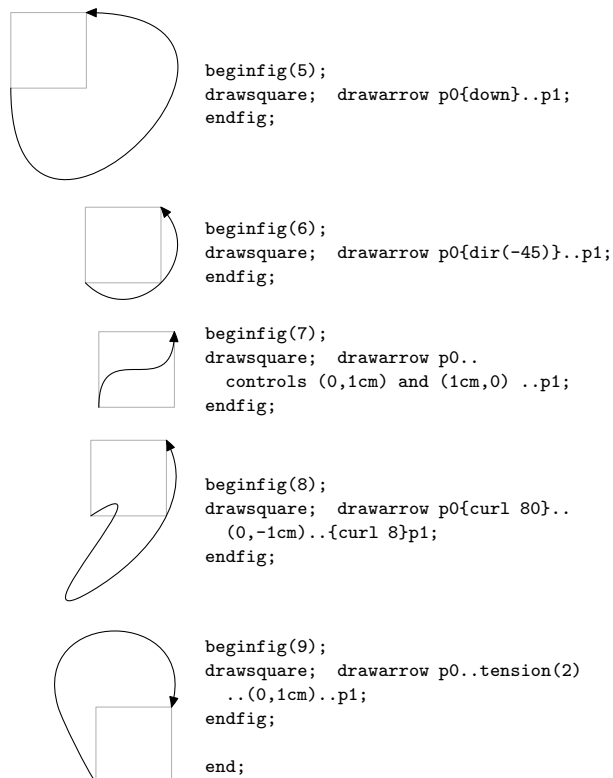 beginfig(5);
drawsquare;  drawarrow p0{down}..p1;
endfig;
beginfig(6);
drawsquare;  drawarrow p0{dir(-45)}..p1;
endfig;
beginfig(7);
drawsquare;  drawarrow p0..
  controls (0,1cm) and (1cm,0) ..p1;
endfig;
beginfig(8);
drawsquare;  drawarrow p0{curl 80}..
  (0,-1cm)..{curl 8}p1;
endfig;
beginfig(9);
drawsquare;  drawarrow p0..tension(2)
  ..(0,1cm)..p1;
endfig;
end;